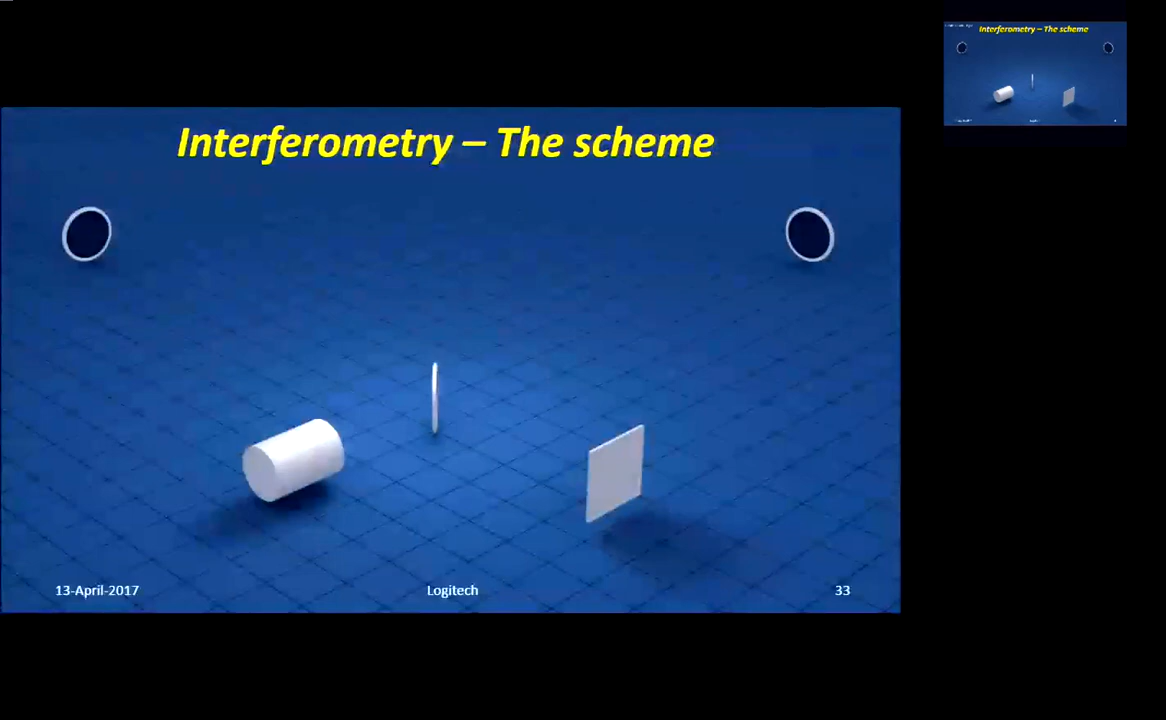 Interferometry – The scheme
13-April-2017
Logitech
33
Interferometry – The scheme